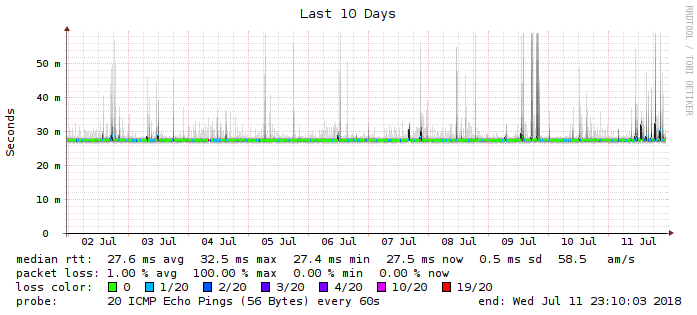 Last 10 Days
RRDTOOL / TOBI OETIKER
Seconds
50 m
40 m
30 m
20 m
10 m
0
02 Jul 03 Jul 04 Jul 05 Jul 06 Jul 07 Jul 08 Jul 09 Jul 10 Jul 11 Jul
median rtt: 27.6 ms avg 32.5 ms max 27.4 ms min 27.5 ms now 0.5 ms sd 58.5 am/s
packet loss: 1.00 % avg 100.00 % max 0.00 % min 0.00 % now
loss color: 0 1/20 2/20 3/20 4/20 10/20 19/20
probe: 20 ICMP Echo Pings (56 Bytes) every 60s end: Wed Jul 11 23:10:03 2018